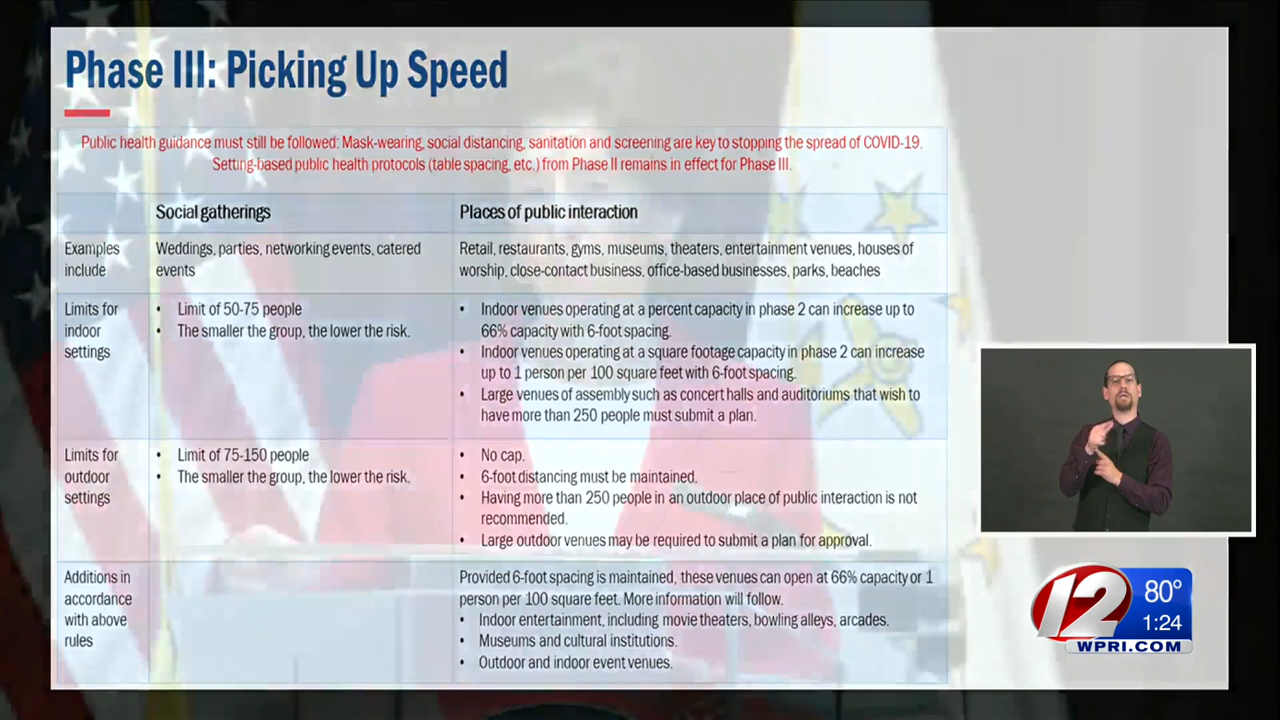 Phase III: Picking Up Speed
Public health guidance must still be followed: Mask-wearing, social distancing, sanitation and screening are key to stopping the spread of COVID-19.
Setting-based public health protocols (table spacing, etc.) from Phase II remains in effect for Phase III.
Social gatherings
Places of public interaction
Examples
include
Weddings, parties, networking events, catered
events
Retail, restaurants, gyms, museums, theaters, entertainment venues, houses of
worship, close-contact business, office-based businesses, parks, beaches
Limits for
indoor
settings
• Limit of 50-75 people
• The smaller the group, the lower the risk.
• Indoor venues operating at a percent capacity in phase 2 can increase up to
66% capacity with 6-foot spacing.
• Indoor venues operating at a square footage capacity in phase 2 can increase
up to 1 person per 100 square feet with 6-foot spacing.
• Large venues of assembly such as concert halls and auditoriums that wish to
have more than 250 people must submit a plan.
Limits for
outdoor
settings
• Limit of 75-150 people
• The smaller the group, the lower the risk.
• No cap.
• 6-foot distancing must be maintained.
• Having more than 250 people in an outdoor place of public interaction is not
recommended.
• Large outdoor venues may be required to submit a plan for approval.
Additions in
accordance
with above
rules
Provided 6-foot spacing is maintained, these venues can open at 66% capacity or 1
person per 100 square feet. More information will follow.
• Indoor entertainment, including movie theaters, bowling alleys, arcades.
• Museums and cultural institutions.
• Outdoor and indoor event venues.
12
80°
1:24
WPRI.COM